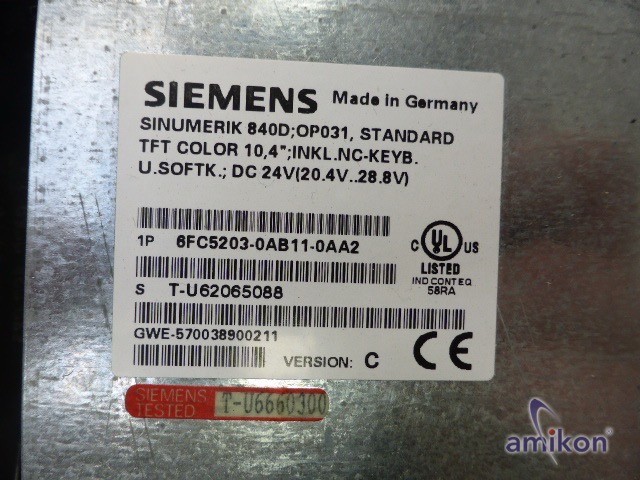 SIEMENS Made in Germany
SINUMERIK 840D;OP031, STANDARD
TFT COLOR 10,4";INKL.NC-KEYB.
U.SOFTK.; DC 24V(20.4V..28.8V)
1P 6FC5203-0AB11-0AA2
C UL US
LISTED
IND CONT EQ
58RA
S T-U62065088
GWE-570038900211
VERSION: C CE
SIEMENS
TESTED T-U6660300
amikon